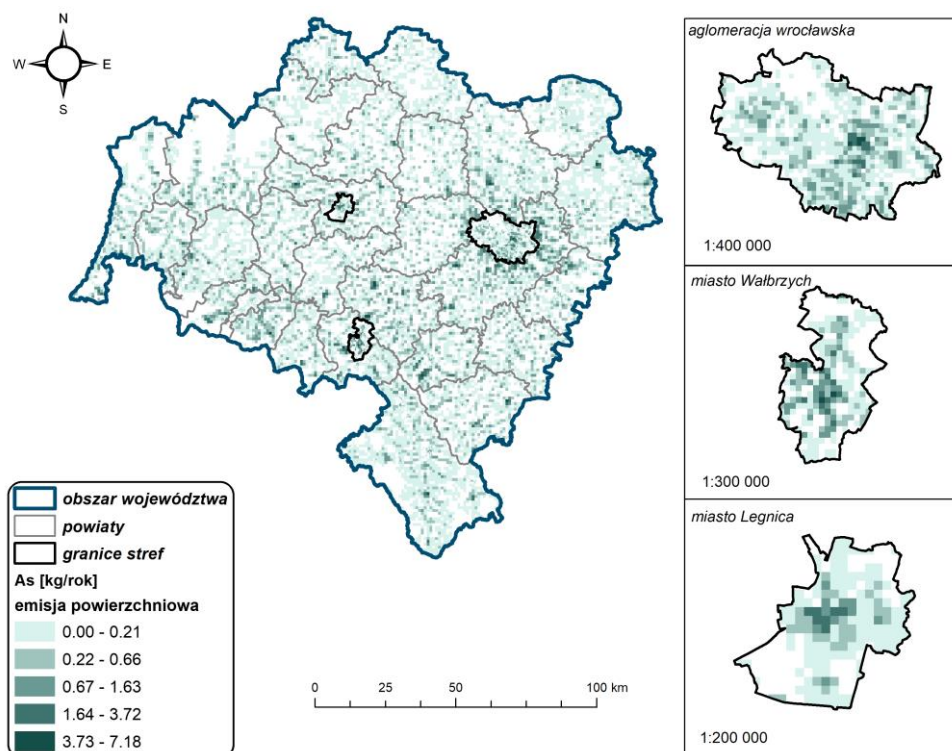 N
W E
S
aglomeracja wrocławska
1:400 000
miasto Wałbrzych
1:300 000
miasto Legnica
1:200 000
obszar województwa
powiaty
granice stref
As [kg/rok]
emisja powierzchniowa
0.00 - 0.21
0.22 - 0.66
0.67 - 1.63
1.64 - 3.72
3.73 - 7.18
0 25 50 100 km